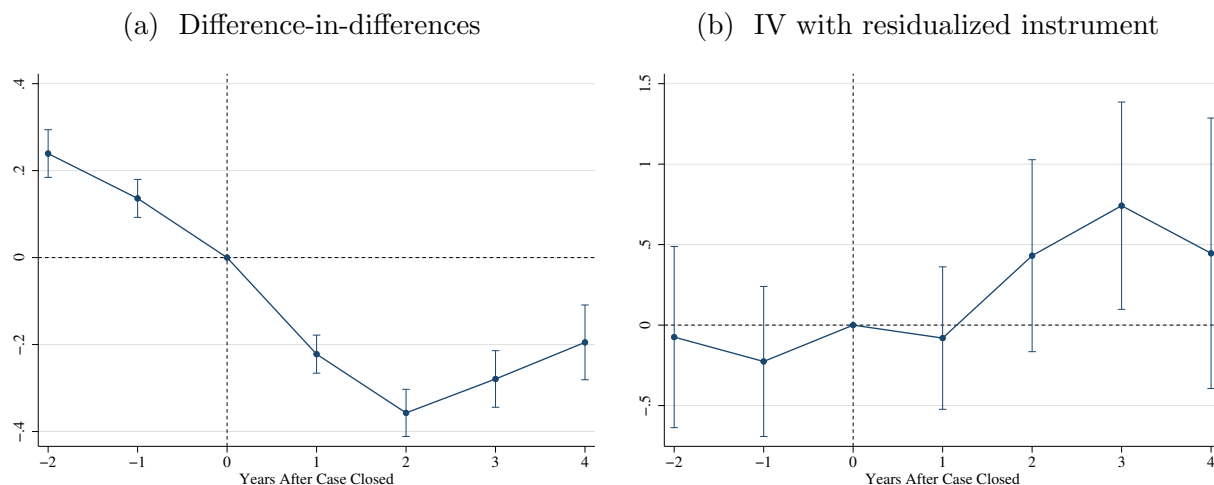 (a) Difference-in-differences
.4
.2
0
-.2
-.4
-2 -1 0 1 2 3 4
Years After Case Closed
(b) IV with residualized instrument
1.5
1
.5
0
-.5
-2 -1 0 1 2 3 4
Years After Case Closed